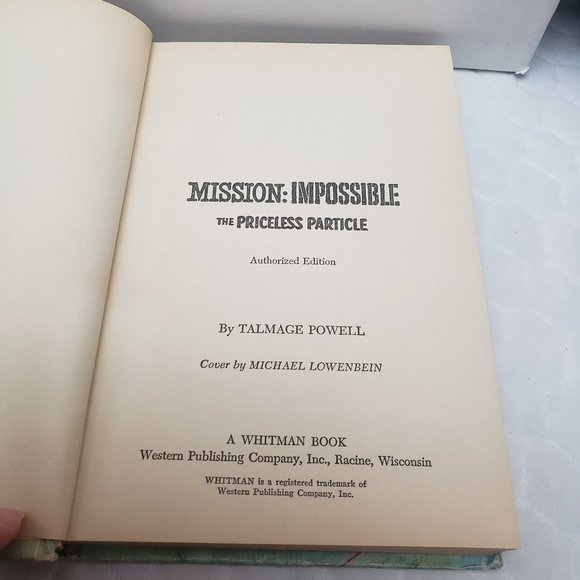 MISSION: IMPOSSIBLE
THE PRICELESS PARTICLE
Authorized Edition
By TALMAGE POWELL
Cover by MICHAEL LOWENBEIN
A WHITMAN BOOK
Western Publishing Company, Inc., Racine, Wisconsin
WHITMAN is a registered trademark of
Western Publishing Company, Inc.